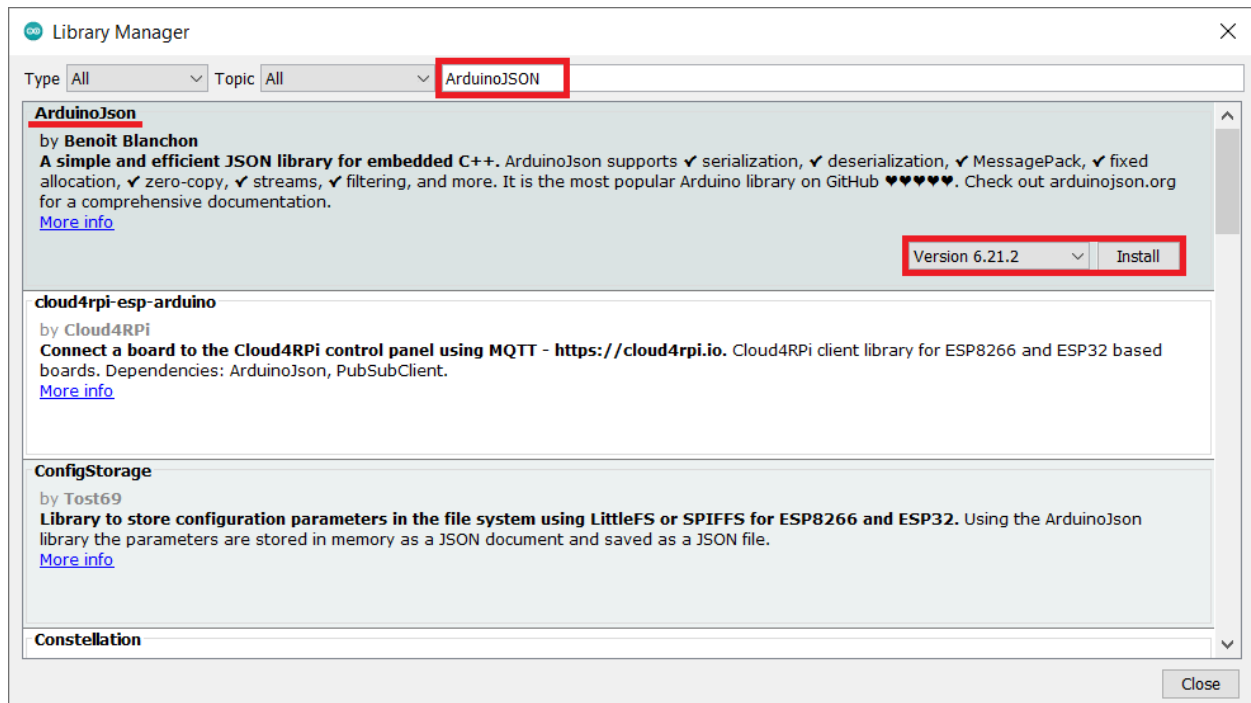 Library Manager
Type All Topic All ArduinoJSON
ArduinoJson
by Benoit Blanchon
A simple and efficient JSON library for embedded C++. ArduinoJson supports ✔ serialization, ✔ deserialization, ✔ MessagePack, ✔ fixed
allocation, ✔ zero-copy, ✔ streams, ✔ filtering, and more. It is the most popular Arduino library on GitHub ♥♥♥♥♥. Check out arduinojson.org
for a comprehensive documentation.
More info
Version 6.21.2 Install
cloud4rpi-esp-arduino
by Cloud4RPi
Connect a board to the Cloud4RPi control panel using MQTT - https://cloud4rpi.io. Cloud4RPi client library for ESP8266 and ESP32 based
boards. Dependencies: ArduinoJson, PubSubClient.
More info
ConfigStorage
by Tost69
Library to store configuration parameters in the file system using LittleFS or SPIFFS for ESP8266 and ESP32. Using the ArduinoJson
library the parameters are stored in memory as a JSON document and saved as a JSON file.
More info
Constellation
Close